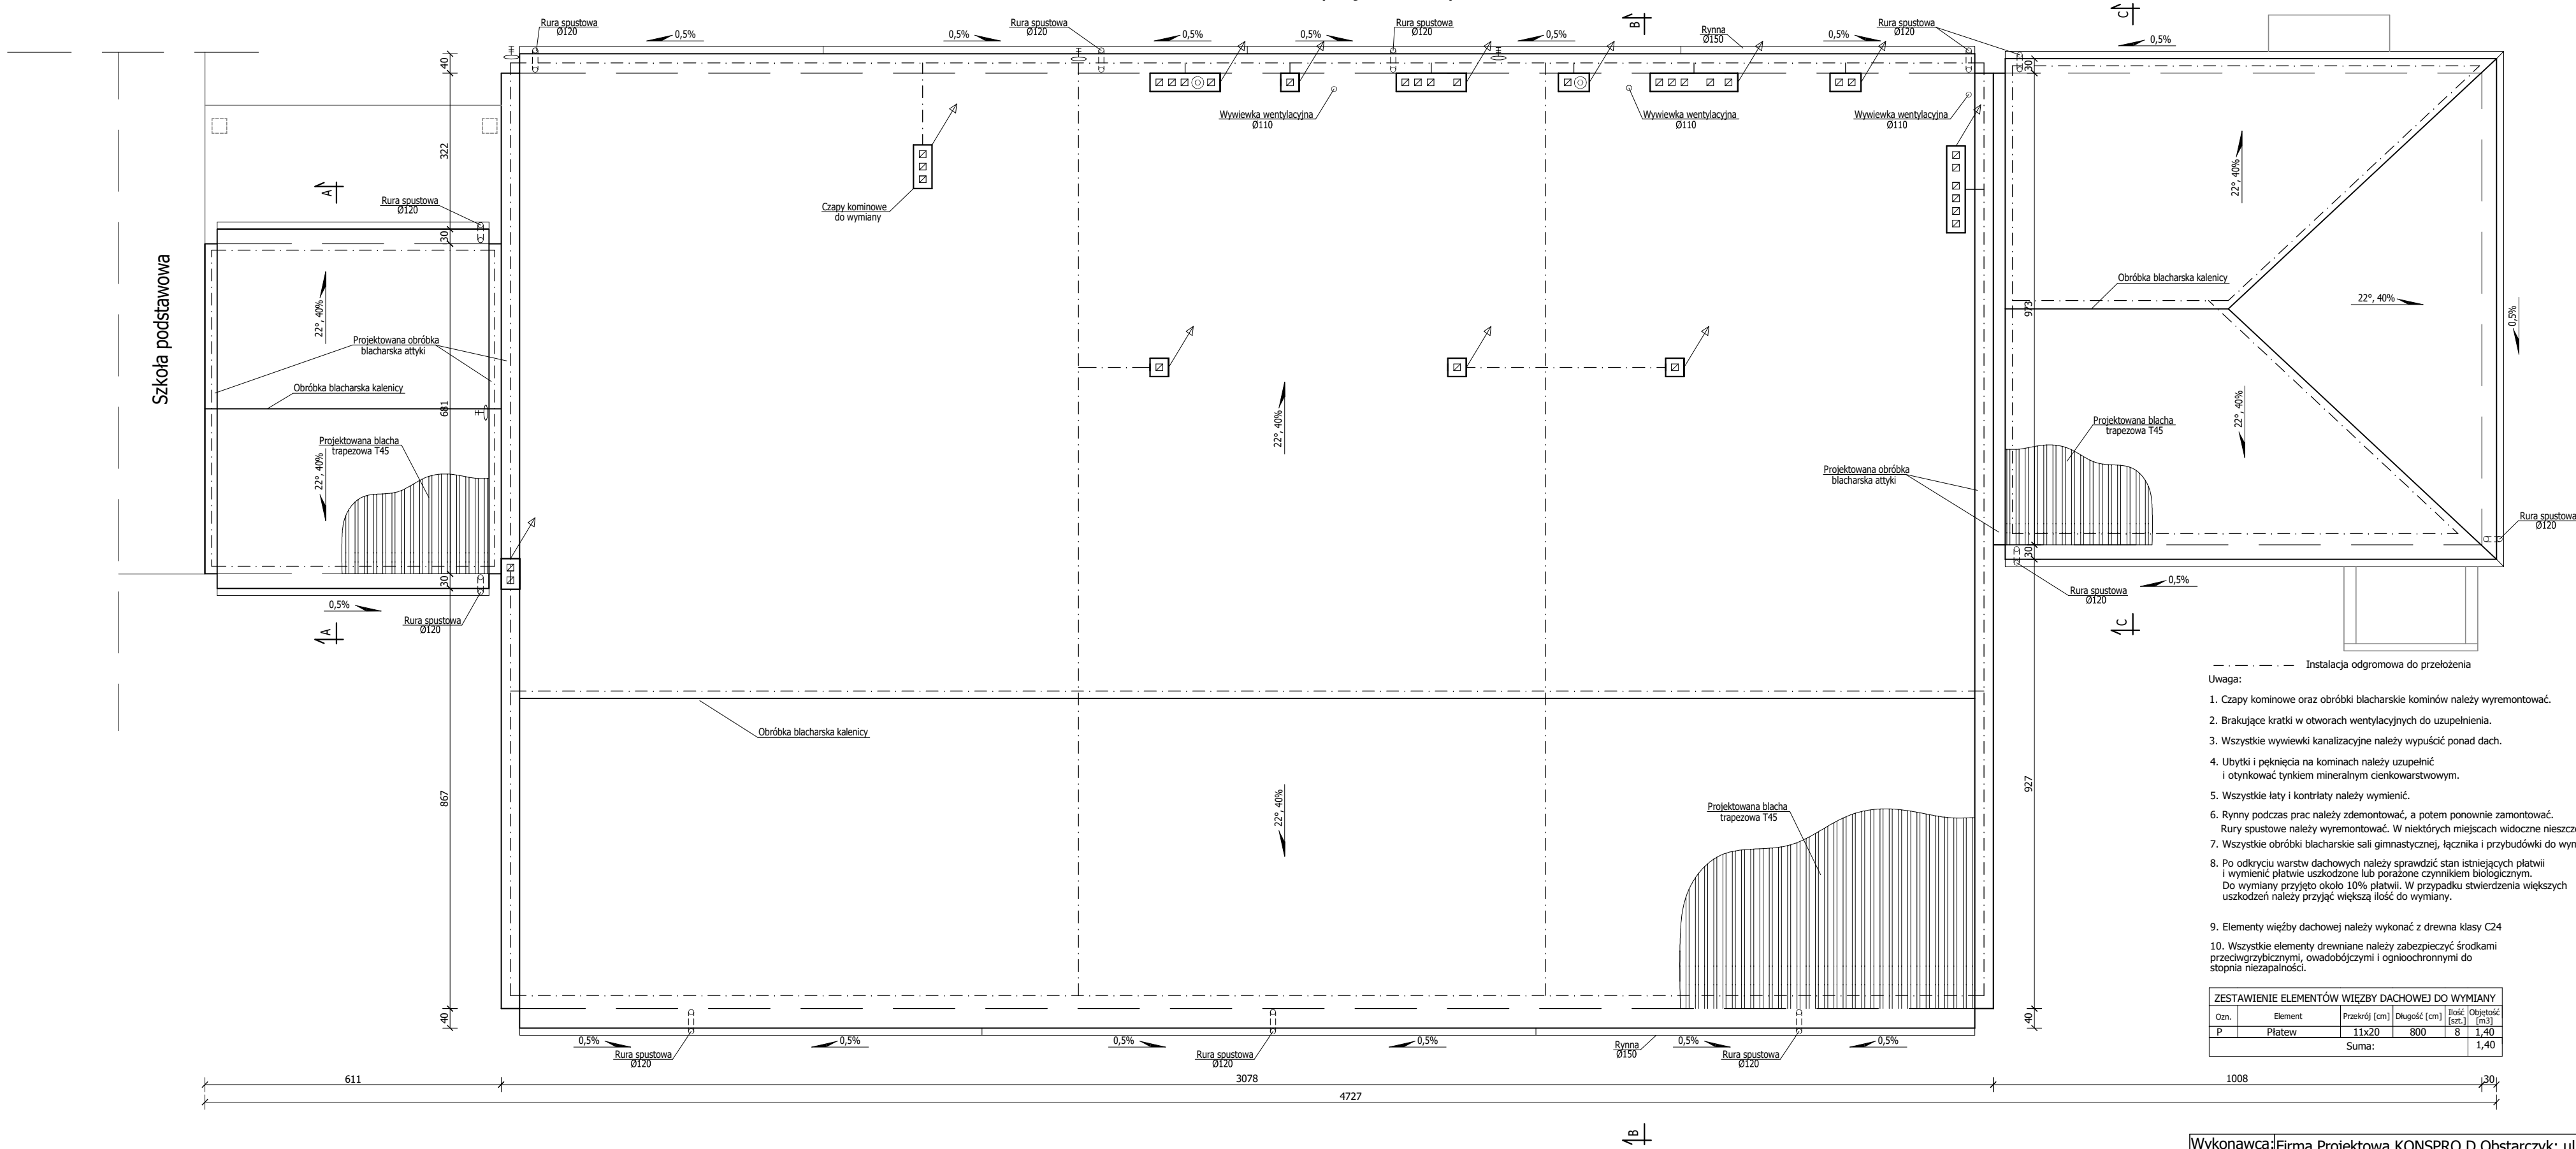 Rura spustowa
Ø120
0,5%
Rura spustowa
Ø120
0,5%
0,5%
0,5%
Rura spustowa
Ø120
0,5%
B
Rynna
Ø150
0,5%
Rura spustowa
Ø120
C
0,5%
40
30
Wywiewka wentylacyjna
Ø110
Wywiewka wentylacyjna
Ø110
Wywiewka wentylacyjna
Ø110
322
A
Rura spustowa
Ø120
30
Czapy kominowe
do wymiany
22°, 40%
Szkoła podstawowa
22°, 40%
Projektowana obróbka
blacharska attyki
Obróbka blacharska kalenicy
681
Projektowana blacha
trapezowa T45
22°, 40%
22°, 40%
Obróbka blacharska kalenicy
973
22°, 40%
0,5%
22°, 40%
Projektowana blacha
trapezowa T45
Projektowana obróbka
blacharska attyki
Rura spustowa
Ø120
30
0,5%
Rura spustowa
Ø120
A
30
0,5%
Rura spustowa
Ø120
C
Instalacja odgromowa do przełożenia
Uwaga:
1. Czapy kominowe oraz obróbki blacharskie kominów należy wyremontować.
2. Brakujące kratki w otworach wentylacyjnych do uzupełnienia.
3. Wszystkie wywiewki kanalizacyjne należy wypuścić ponad dach.
4. Ubytki i pęknięcia na kominach należy uzupełnić
i otynkować tynkiem mineralnym cienkowarstwowym.
5. Wszystkie łaty i kontrłaty należy wymienić.
6. Rynny podczas prac należy zdemontować, a potem ponownie zamontować.
Rury spustowe należy wyremontować. W niektórych miejscach widoczne nieszcz
7. Wszystkie obróbki blacharskie sali gimnastycznej, łącznika i przybudówki do wym
8. Po odkryciu warstw dachowych należy sprawdzić stan istniejących płatwii
i wymienić płatwie uszkodzone lub porażone czynnikiem biologicznym.
Do wymiany przyjęto około 10% płatwii. W przypadku stwierdzenia większych
uszkodzeń należy przyjąć większą ilość do wymiany.
9. Elementy więźby dachowej należy wykonać z drewna klasy C24
10. Wszystkie elementy drewniane należy zabezpieczyć środkami
przeciwgrzybicznymi, owadobójczymi i ogniochronnymi do
stopnia niezapalności.
Obróbka blacharska kalenicy
867
22°, 40%
Projektowana blacha
trapezowa T45
927
ZESTAWIENIE ELEMENTÓW WIĘZBY DACHOWEJ DO WYMIANY
Ozn. Element Przekrój [cm] Długość [cm] Ilość [szt.] Objętość [m3]
P Płatew 11x20 800 8 1,40
Suma: 1,40
40
40
0,5%
Rura spustowa
Ø120
0,5%
0,5%
Rura spustowa
Ø120
0,5%
Rynna
Ø150
0,5%
Rura spustowa
Ø120
0,5%
611
3078
1008
30
4727
B
Wykonawca: Firma Projektowa KONSPRO D.Obstarczyk; ul